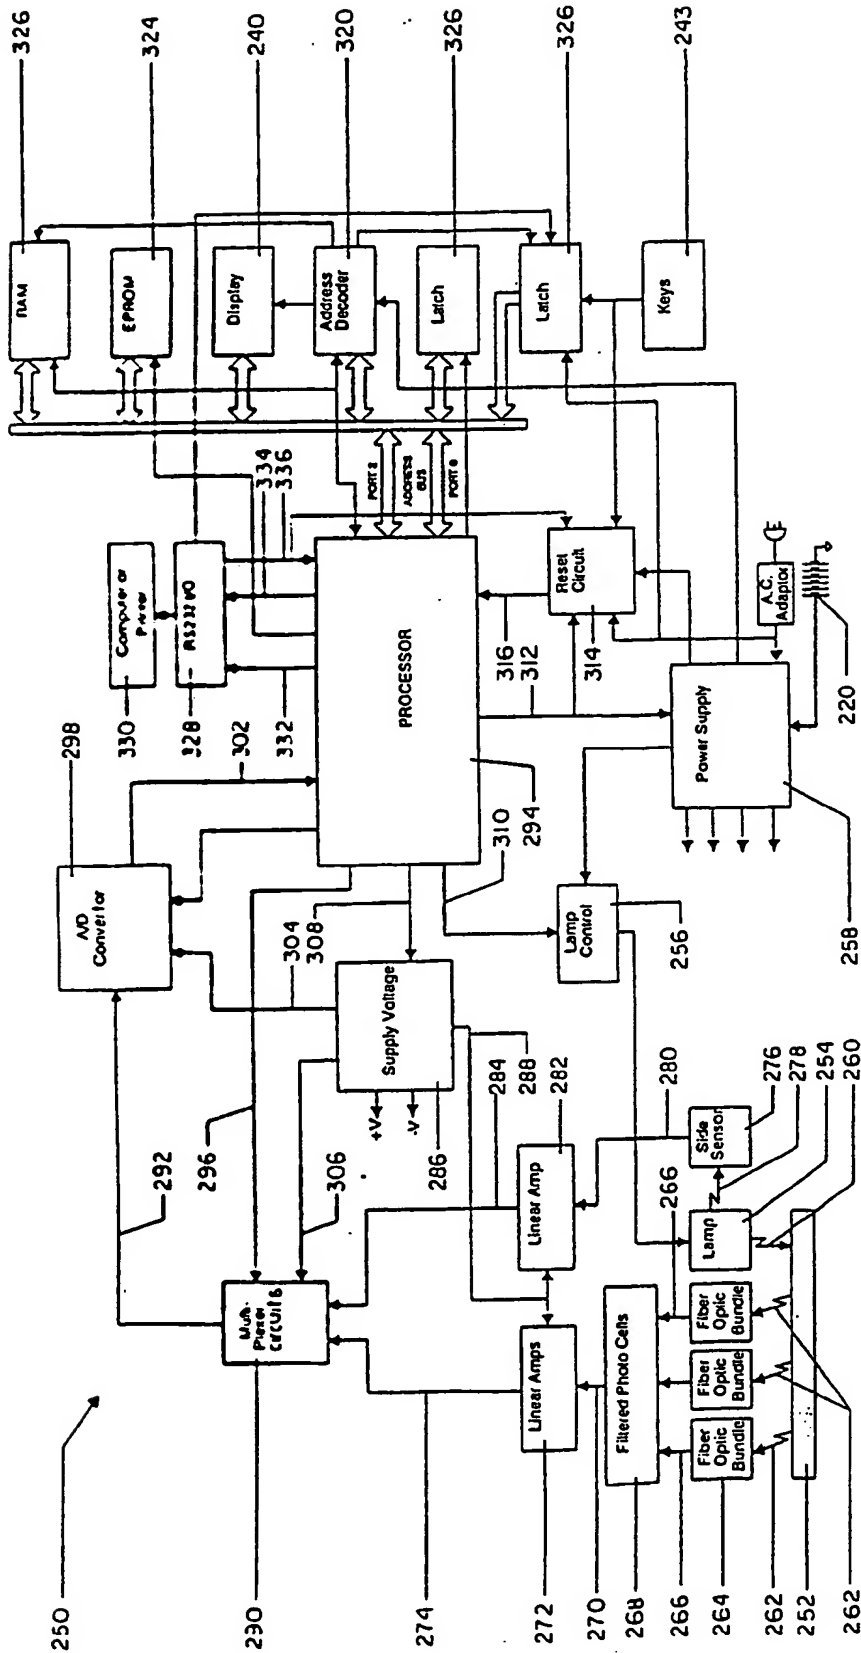 326
324
240
320
326
326
243
RAM
EPROM
Display
Address
Decoder
Latch
Latch
Keys
PORT 2
ADDRESS
BUS
334
336
Computer or
Printer
RS232 I/O
330
328
332
298
302
A/D
Convertor
PROCESSOR
294
316
312
314
Reset
Circuit
A.C.
Adaptor
220
Power Supply
258
310
Lamp
Control
256
304
308
Supply Voltage
+V
-V
286
288
284
282
292
296
306
Multi-
Plexer
CIRCUITS
290
250
274
Linear Amp
Linear Amps
272
270
280
Side
Sensor
276
278
254
260
266
Lamp
Filtered Photo Cells
268
266
Fiber
Optic
Bundle
Fiber
Optic
Bundle
Fiber
Optic
Bundle
264
262
252
262